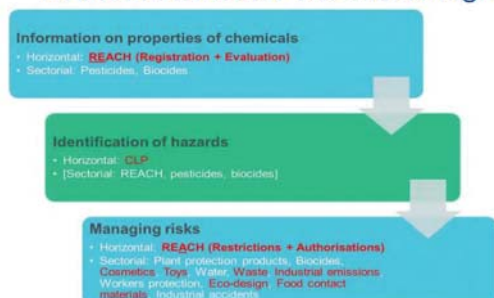 Information on properties of chemicals
• Horizontal: REACH (Registration + Evaluation)
• Sectorial: Pesticides, Biocides
Identification of hazards
• Horizontal: CLP
• [Sectorial: REACH, pesticides, biocides]
Managing risks
• Horizontal: REACH (Restrictions + Authorisations)
• Sectorial: Plant protection products, Biocides,
Cosmetics, Toys, Water, Waste, Industrial emissions,
Workers protection, Eco-design, Food contact
materials, Industrial accidents